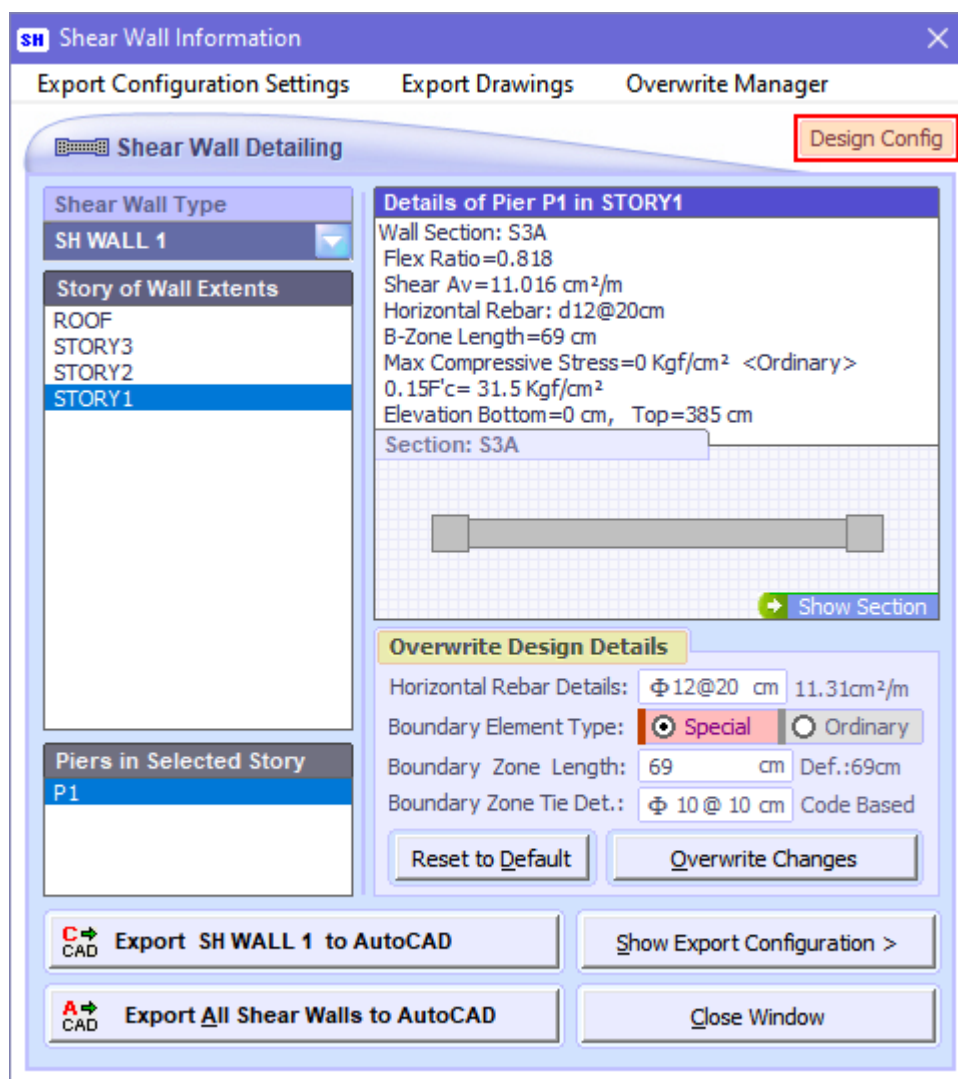 SH Shear Wall Information
Export Configuration Settings Export Drawings Overwrite Manager
Shear Wall Detailing
Design Config
Shear Wall Type
SH WALL 1
Story of Wall Extents
ROOF
STORY3
STORY2
STORY1
Piers in Selected Story
P1
Details of Pier P1 in STORY1
Wall Section: S3A
Flex Ratio=0.818
Shear Av=11.016 cm²/m
Horizontal Rebar: d12@20cm
B-Zone Length=69 cm
Max Compressive Stress=0 Kgf/cm² <Ordinary>
0.15F'c= 31.5 Kgf/cm²
Elevation Bottom=0 cm, Top=385 cm
Section: S3A
Show Section
Overwrite Design Details
Horizontal Rebar Details: Φ12@20 cm 11.31cm²/m
Boundary Element Type: Special Ordinary
Boundary Zone Length: 69 cm Def.:69cm
Boundary Zone Tie Det.: Φ 10 @ 10 cm Code Based
Reset to Default Overwrite Changes
C CAD Export SH WALL 1 to AutoCAD Show Export Configuration >
A CAD Export All Shear Walls to AutoCAD Close Window